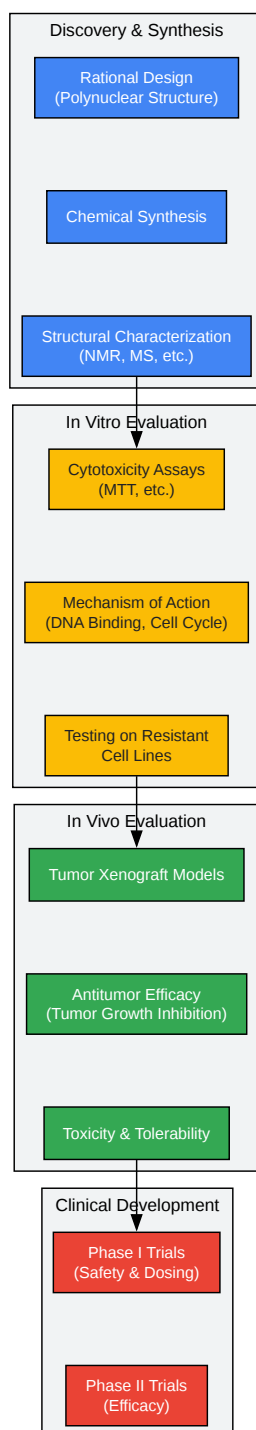 Discovery & Synthesis
Rational Design
(Polynuclear Structure)
Chemical Synthesis
Structural Characterization
(NMR, MS, etc.)
In Vitro Evaluation
Cytotoxicity Assays
(MTT, etc.)
Mechanism of Action
(DNA Binding, Cell Cycle)
Testing on Resistant
Cell Lines
In Vivo Evaluation
Tumor Xenograft Models
Antitumor Efficacy
(Tumor Growth Inhibition)
Toxicity & Tolerability
Clinical Development
Phase I Trials
(Safety & Dosing)
Phase II Trials
(Efficacy)